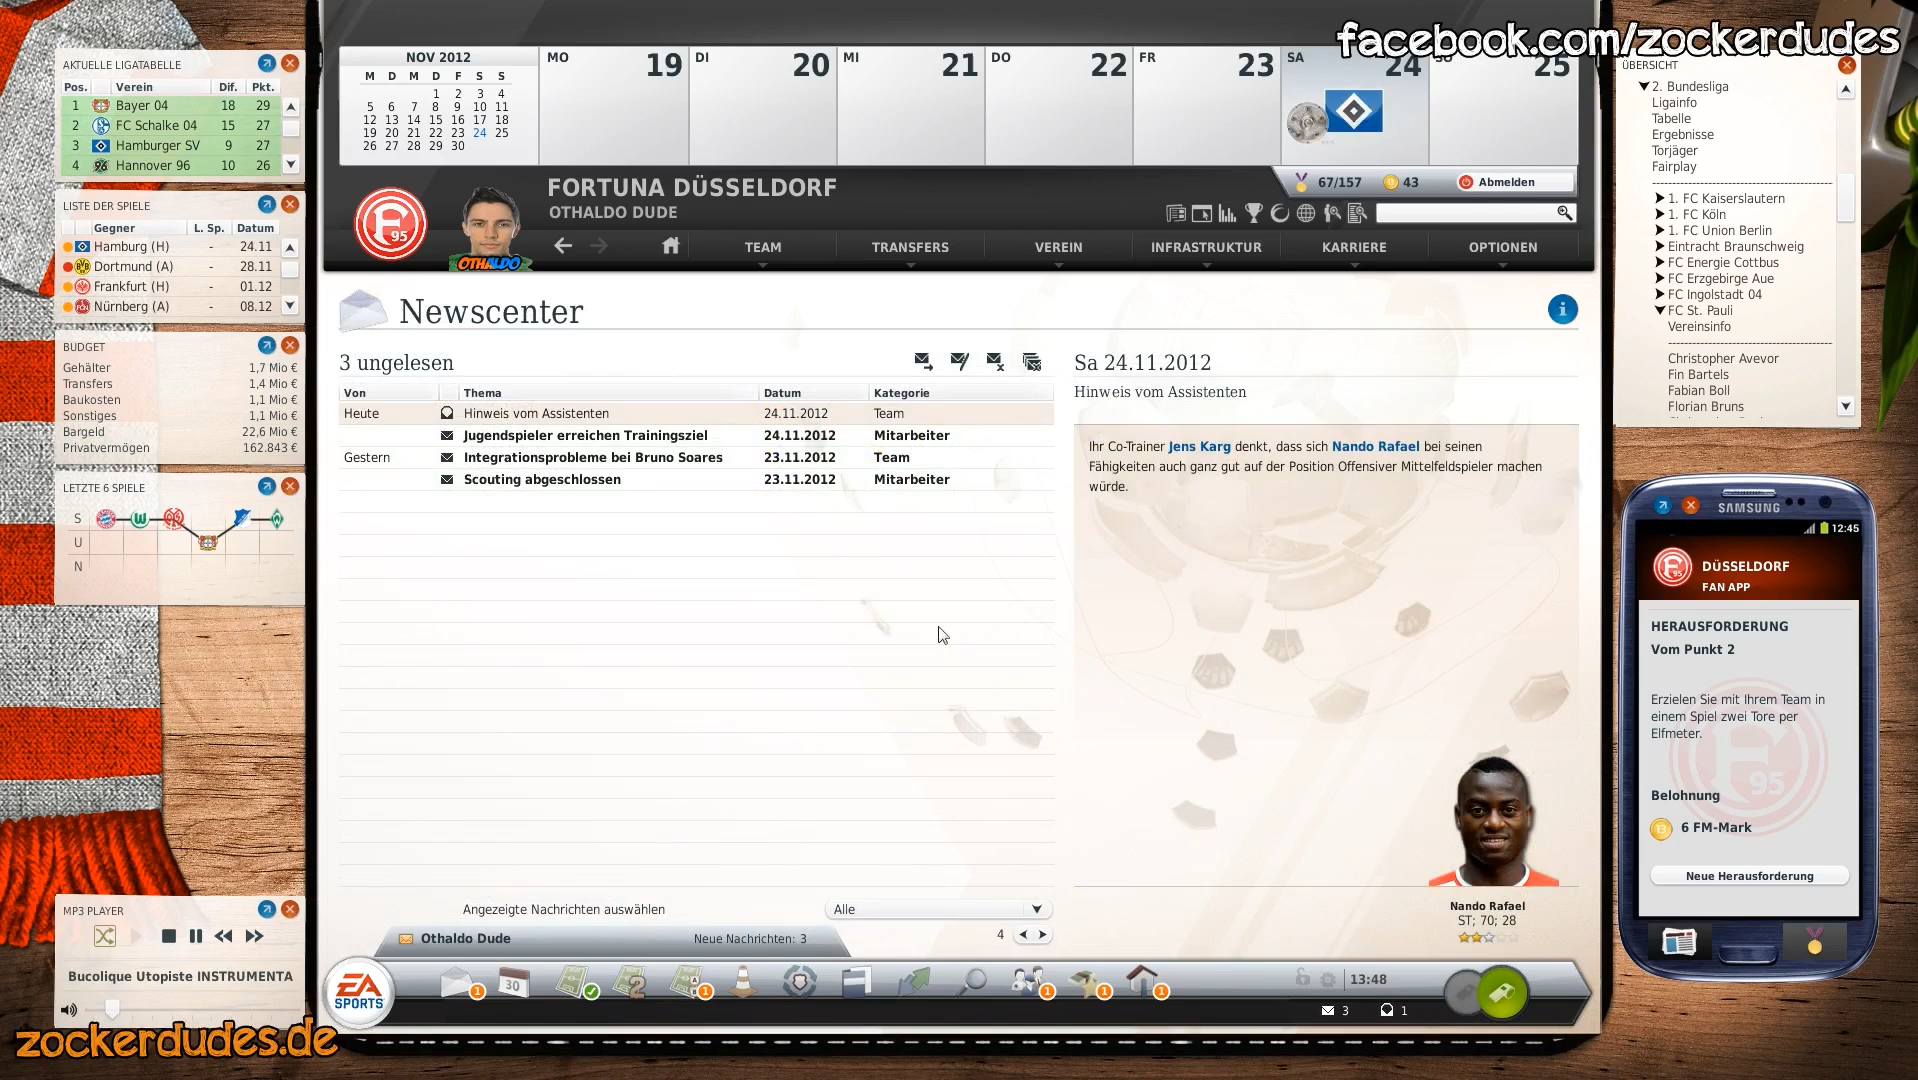 facebook.com/zockerdudes
AKTUELLE LIGATABELLE
Pos. Verein Dif. Pkt.
1 Bayer 04 18 29
2 FC Schalke 04 15 27
3 Hamburger SV 9 27
4 Hannover 96 10 26
LISTE DER SPIELE
Gegner L. Sp. Datum
Hamburg (H) - 24.11
Dortmund (A) - 28.11
Frankfurt (H) - 01.12
Nürnberg (A) - 08.12
BUDGET
Gehälter 1,7 Mio €
Transfers 1,4 Mio €
Baukosten 1,1 Mio €
Sonstiges 1,1 Mio €
Bargeld 22,6 Mio €
Privatvermögen 162.843 €
LETZTE 6 SPIELE
S
U
N
MP3 PLAYER
Bucolique Utopiste INSTRUMENTA
zockerdudes.de
NOV 2012
M D M D F S S
1 2 3 4
5 6 7 8 9 10 11
12 13 14 15 16 17 18
19 20 21 22 23 24 25
26 27 28 29 30
MO 19 DI 20 MI 21 DO 22 FR 23 SA 24 SO 25
67/157 43 Abmelden
FORTUNA DÜSSELDORF
OTHALDO DUDE
F95
OTHALDO
TEAM TRANSFERS VEREIN INFRASTRUKTUR KARRIERE OPTIONEN
Newscenter
3 ungelesen
Von Thema Datum Kategorie
Heute Hinweis vom Assistenten 24.11.2012 Team
Jugendspieler erreichen Trainingsziel 24.11.2012 Mitarbeiter
Gestern Integrationsprobleme bei Bruno Soares 23.11.2012 Team
Scouting abgeschlossen 23.11.2012 Mitarbeiter
Sa 24.11.2012
Hinweis vom Assistenten
Ihr Co-Trainer Jens Karg denkt, dass sich Nando Rafael bei seinen
Fähigkeiten auch ganz gut auf der Position Offensiver Mittelfeldspieler machen
würde.
Nando Rafael
ST; 70; 28
Angezeigte Nachrichten auswählen Alle
4
Othaldo Dude Neue Nachrichten: 3
EA
SPORTS
1 30 2 1 1 1 1
13:48
3 1
ÜBERSICHT
2. Bundesliga
Ligainfo
Tabelle
Ergebnisse
Torjäger
Fairplay
1. FC Kaiserslautern
1. FC Köln
1. FC Union Berlin
Eintracht Braunschweig
FC Energie Cottbus
FC Erzgebirge Aue
FC Ingolstadt 04
FC St. Pauli
Vereinsinfo
Christopher Avevor
Fin Bartels
Fabian Boll
Florian Bruns
SAMSUNG
12:45
DÜSSELDORF
FAN APP
HERAUSFORDERUNG
Vom Punkt 2
Erzielen Sie mit Ihrem Team in
einem Spiel zwei Tore per
Elfmeter.
Belohnung
13 6 FM-Mark
Neue Herausforderung